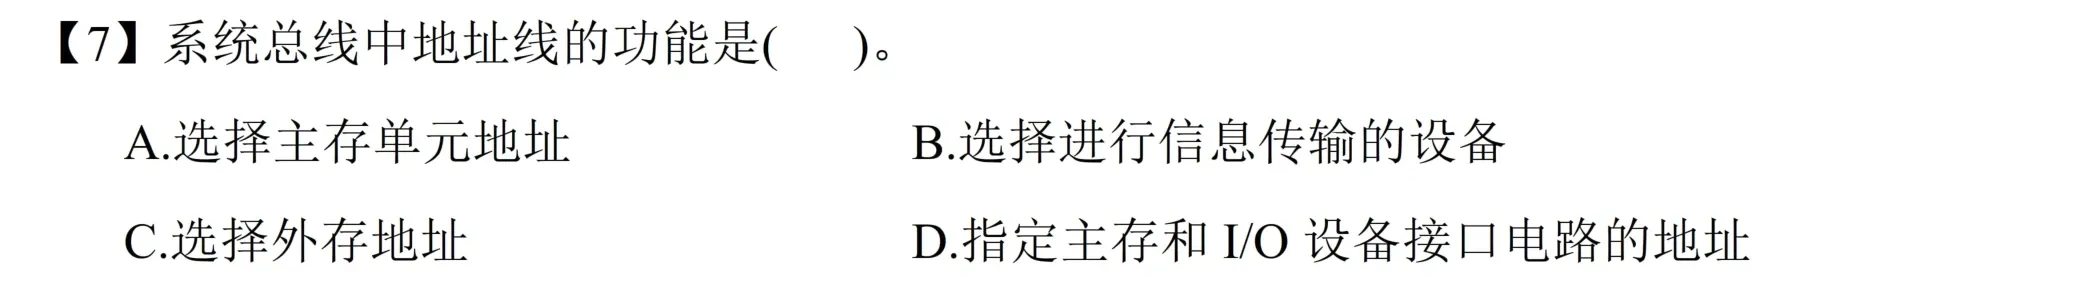 【7】系统总线中地址线的功能是(    )。
A.选择主存单元地址    B.选择进行信息传输的设备
C.选择外存地址    D.指定主存和 I/O 设备接口电路的地址